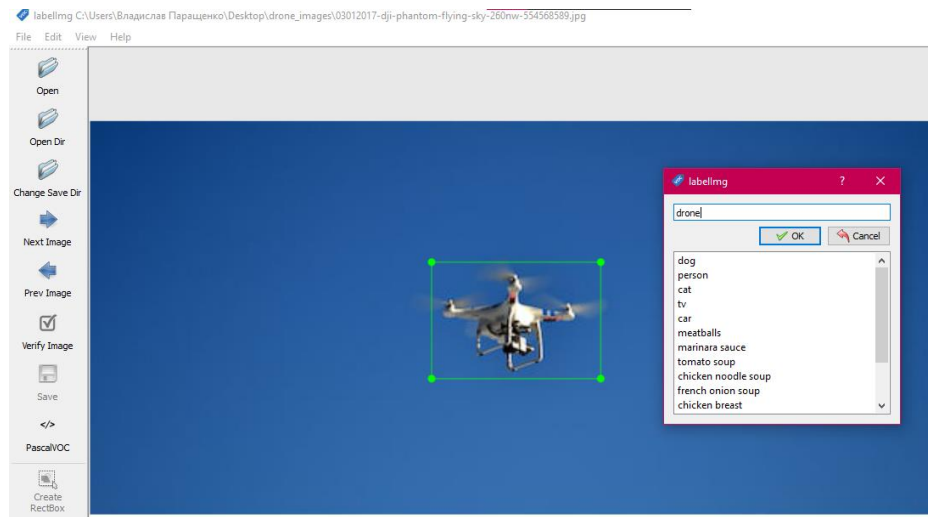 labelImg C:\Users\Владислав Паращенко\Desktop\drone_images\03012017-dji-phantom-flying-sky-260nw-554568589.jpg
File Edit View Help
Open
Open Dir
Change Save Dir
Next Image
Prev Image
Verify Image
Save
</>
PascalVOC
Create
RectBox
labelImg ? ×
drone
OK Cancel
dog
person
cat
tv
car
meatballs
marinara sauce
tomato soup
chicken noodle soup
french onion soup
chicken breast